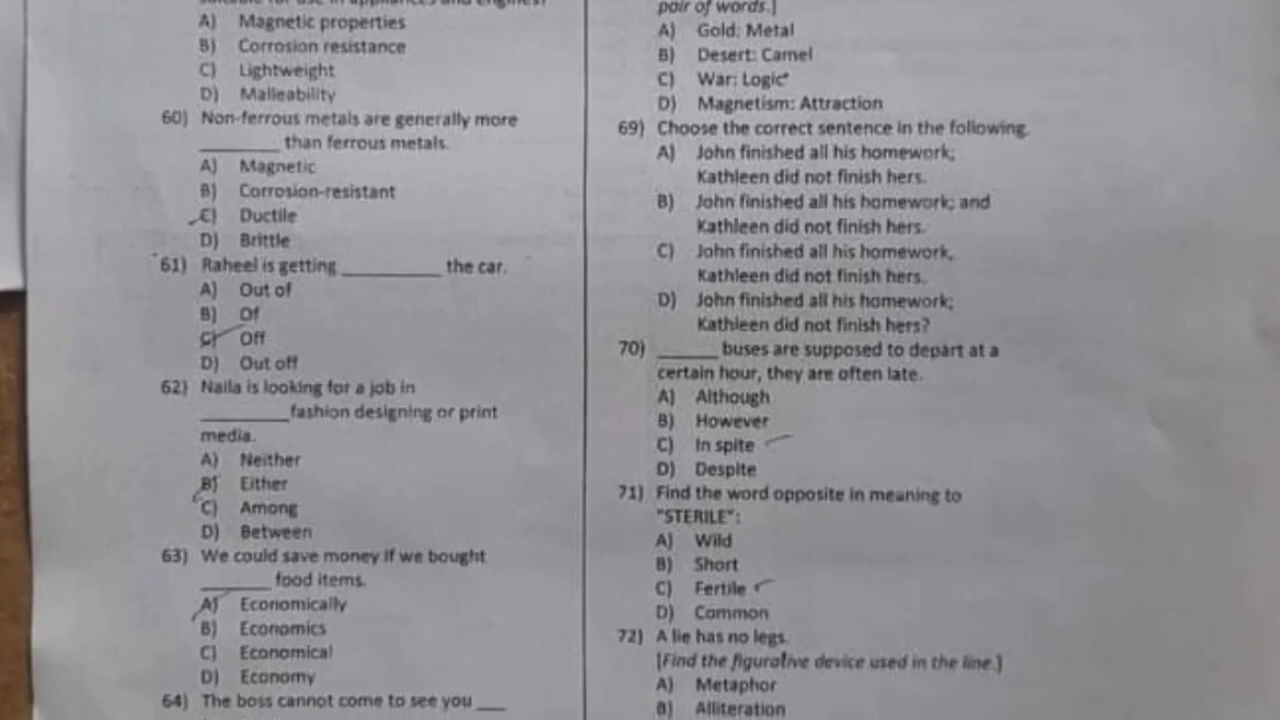 A) Magnetic properties
B) Corrosion resistance
C) Lightweight
D) Malleability
60) Non-ferrous metals are generally more
________ than ferrous metals.
A) Magnetic
B) Corrosion-resistant
C) Ductile
D) Brittle
61) Raheel is getting __________ the car.
A) Out of
B) Of
C) Off
D) Out off
62) Naila is looking for a job in
_________fashion designing or print
media.
A) Neither
B) Either
C) Among
D) Between
63) We could save money if we bought
_______ food items.
A) Economically
B) Economics
C) Economical
D) Economy
64) The boss cannot come to see you ___
pair of words.]
A) Gold: Metal
B) Desert: Camel
C) War: Logic
D) Magnetism: Attraction
69) Choose the correct sentence in the following.
A) John finished all his homework;
Kathleen did not finish hers.
B) John finished all his homework; and
Kathleen did not finish hers.
C) John finished all his homework,
Kathleen did not finish hers.
D) John finished all his homework;
Kathleen did not finish hers?
70) ______ buses are supposed to depart at a
certain hour, they are often late.
A) Although
B) However
C) In spite
D) Despite
71) Find the word opposite in meaning to
"STERILE":
A) Wild
B) Short
C) Fertile
D) Common
72) A lie has no legs.
[Find the figurative device used in the line.]
A) Metaphor
B) Alliteration